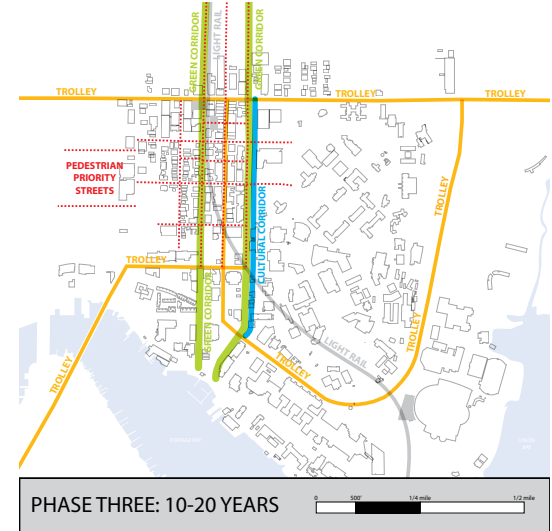 GREEN CORRIDOR
LIGHT RAIL
GREEN CORRIDOR
TROLLEY
TROLLEY
TROLLEY
PEDESTRIAN
PRIORITY
STREETS
TROLLEY
CULTURAL CORRIDOR
TROLLEY
GREEN CORRIDOR
TROLLEY
TROLLEY
LIGHT RAIL
TROLLEY
PHASE THREE: 10-20 YEARS
0 500' 1/4 mile 1/2 mile